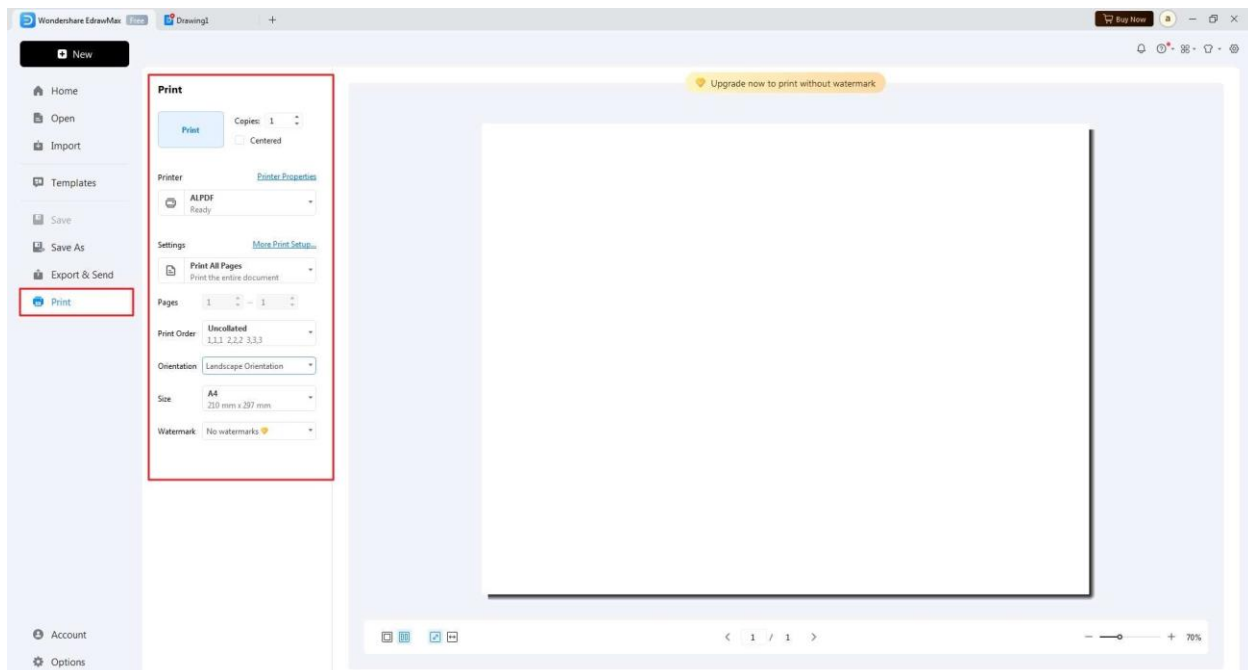 Wondershare EdrawMax Free Drawing1 + Buy Now a
New
Home
Open
Import
Templates
Save
Save As
Export & Send
Print
Account
Options
Print
Print
Copies: 1
Centered
Printer Printer Properties
ALPDF
Ready
Settings More Print Setup...
Print All Pages
Print the entire document
Pages 1 – 1
Print Order Uncollated
1,1,1 2,2,2 3,3,3
Orientation Landscape Orientation
Size A4
210 mm x 297 mm
Watermark No watermarks
Upgrade now to print without watermark
1 / 1
70%